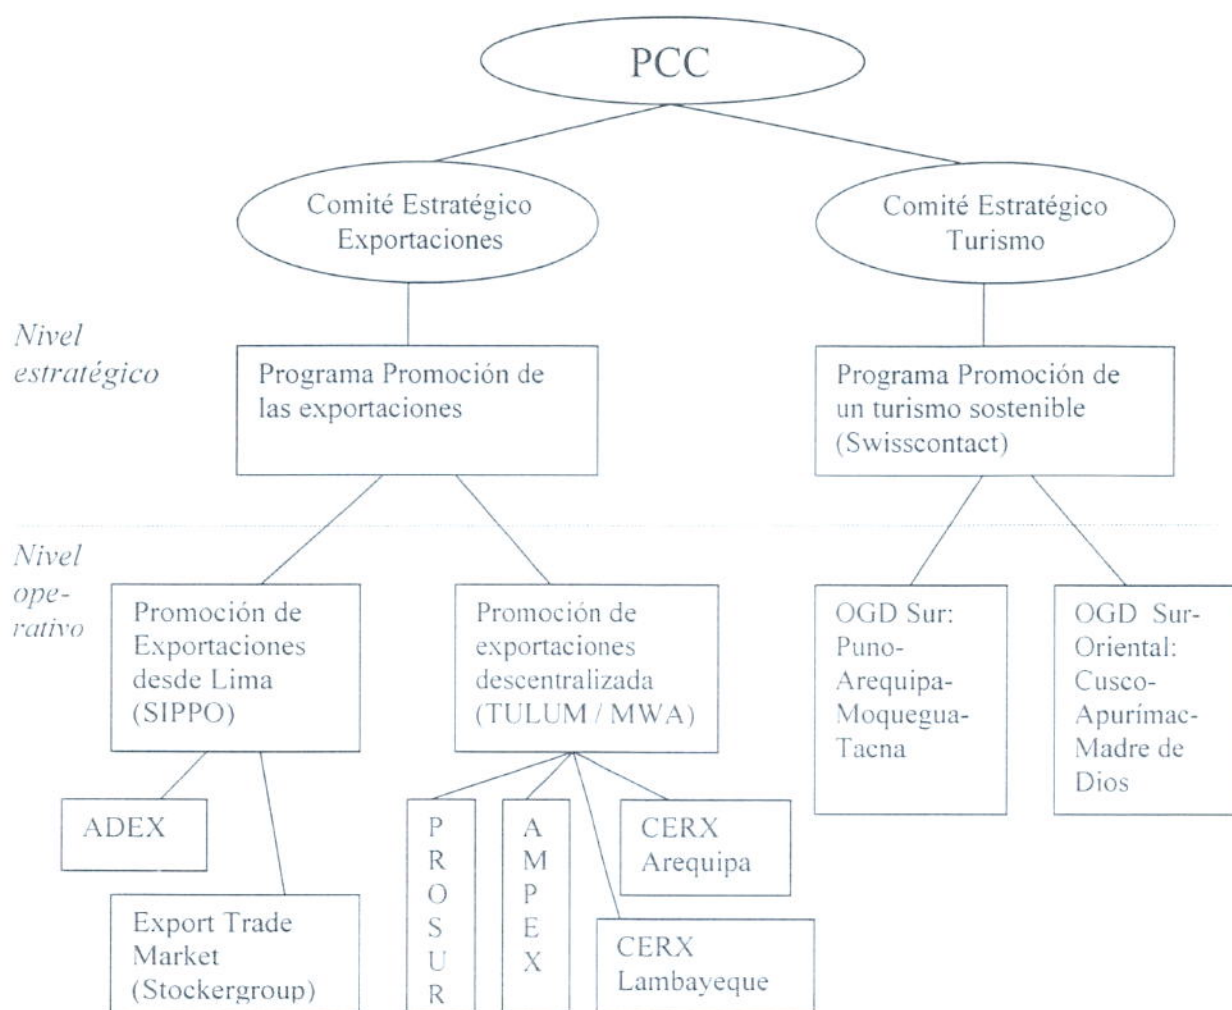 PCC
Comité Estratégico
Exportaciones
Comité Estratégico
Turismo
Nivel
estratégico
Programa Promoción de
las exportaciones
Programa Promoción de
un turismo sostenible
(Swisscontact)
Nivel
ope-
rativo
Promoción de
Exportaciones
desde Lima
(SIPPO)
Promoción de
exportaciones
descentralizada
(TULUM / MWA)
OGD Sur:
Puno-
Arequipa-
Moquegua-
Tacna
OGD Sur-
Oriental:
Cusco-
Apurímac-
Madre de
Dios
ADEX
Export Trade
Market
(Stockergroup)
P
R
O
S
U
R
A
M
P
E
X
CERX
Arequipa
CERX
Lambayeque